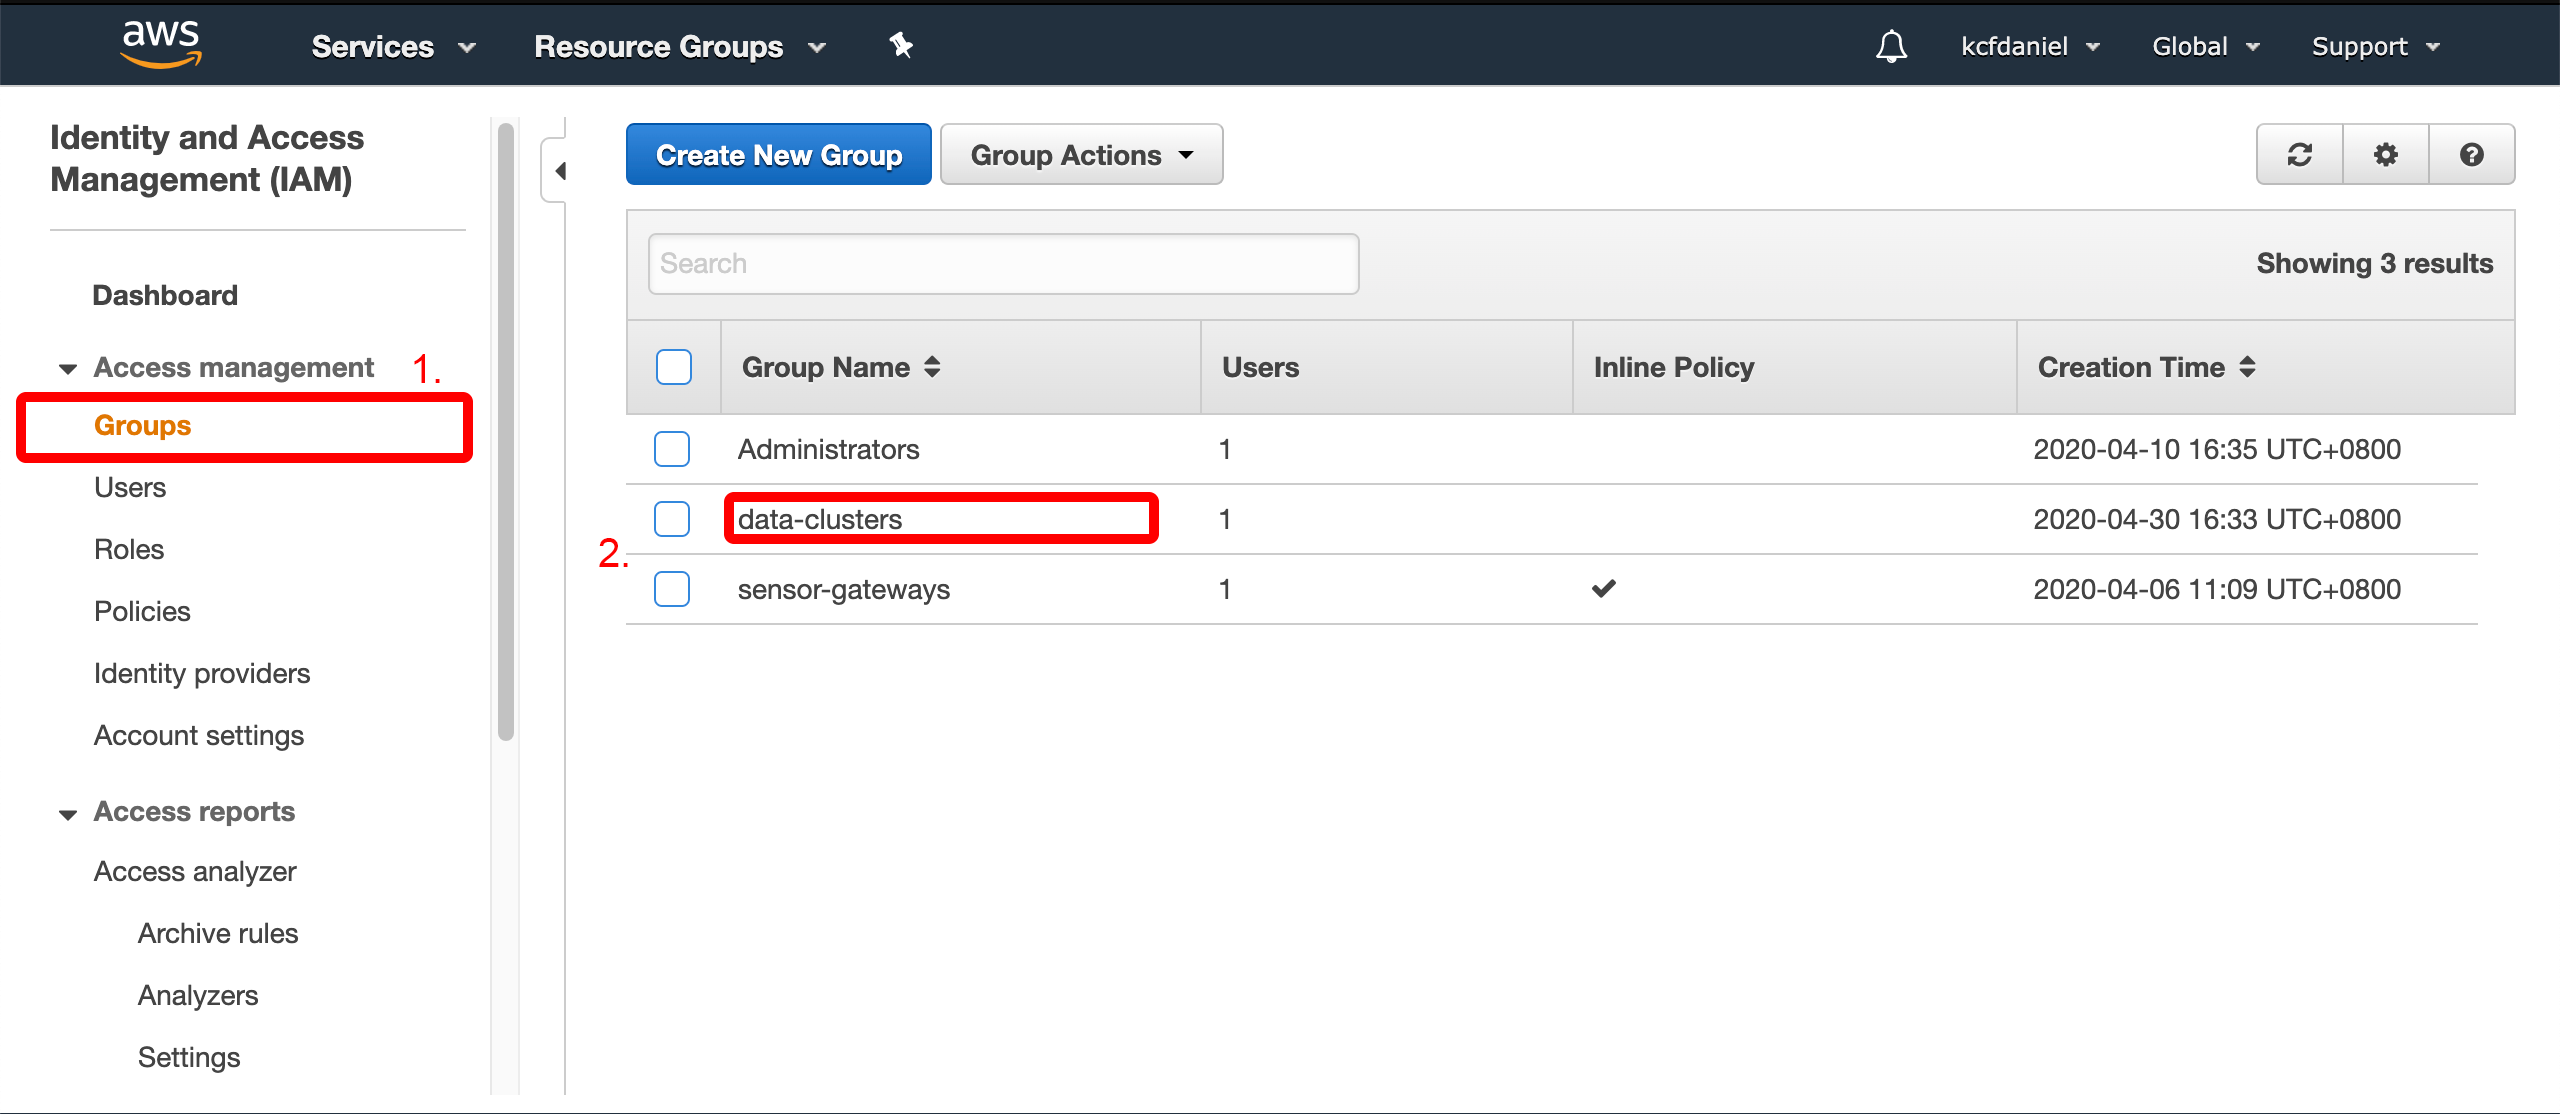 aws
Services
Resource Groups
kcfdaniel
Global
Support
Identity and Access
Management (IAM)
Dashboard
Access management
1.
Groups
Users
Roles
Policies
Identity providers
Account settings
Access reports
Access analyzer
Archive rules
Analyzers
Settings
Create New Group
Group Actions
Search
Showing 3 results
Group Name
Users
Inline Policy
Creation Time
Administrators
1
2020-04-10 16:35 UTC+0800
data-clusters
1
2020-04-30 16:33 UTC+0800
2.
sensor-gateways
1
2020-04-06 11:09 UTC+0800